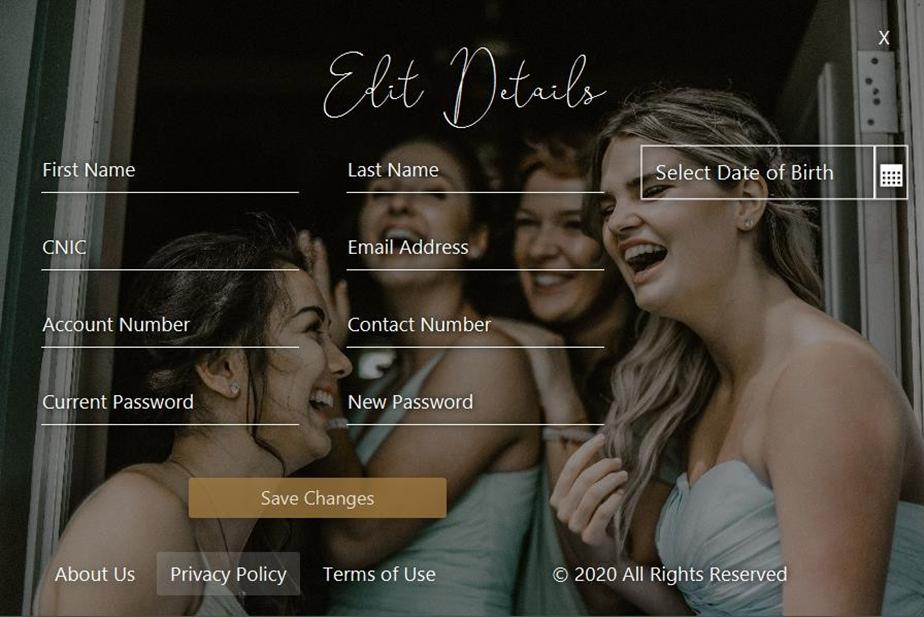 X
Edit Details
First Name
Last Name
Select Date of Birth
CNIC
Email Address
Account Number
Contact Number
Current Password
New Password
Save Changes
About Us
Privacy Policy
Terms of Use
© 2020 All Rights Reserved